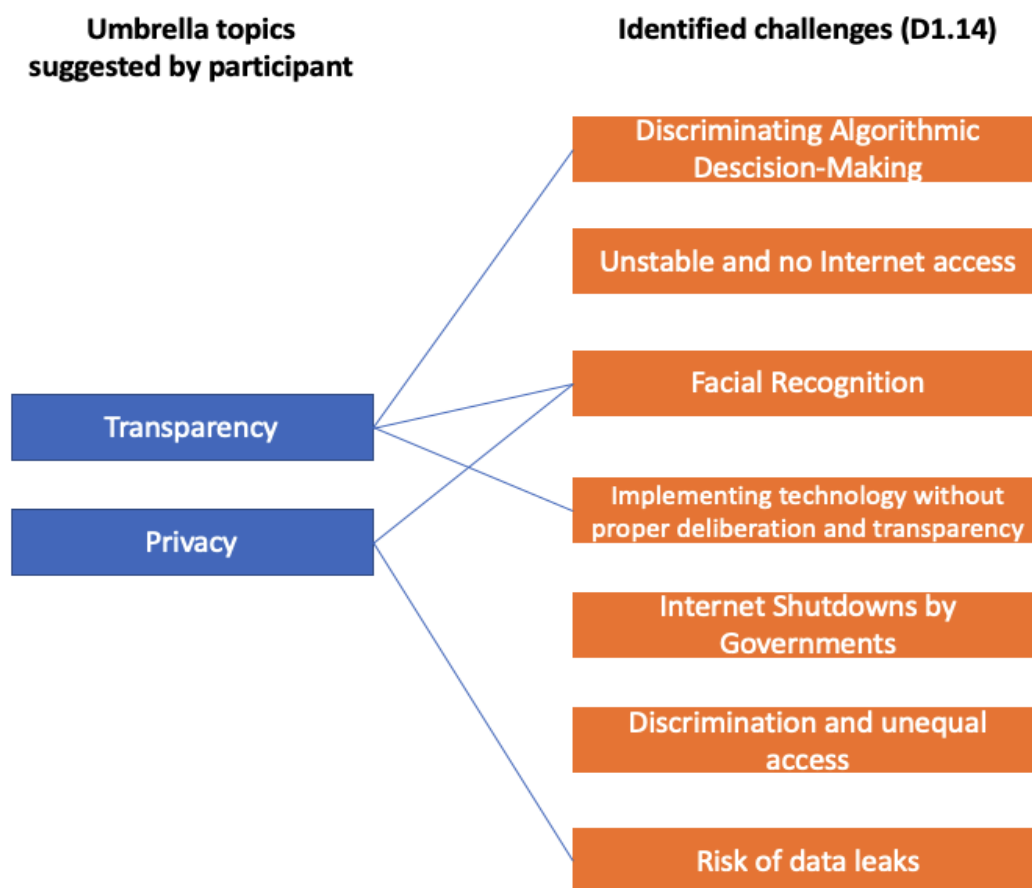 Umbrella topics
suggested by participant
Identified challenges (D1.14)
Discriminating Algorithmic
Descision-Making
Unstable and no Internet access
Facial Recognition
Transparency
Implementing technology without
proper deliberation and transparency
Privacy
Internet Shutdowns by
Governments
Discrimination and unequal
access
Risk of data leaks